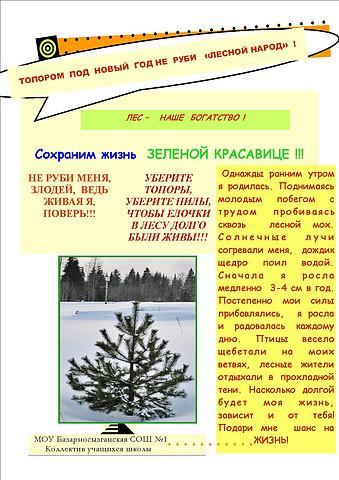 ТОПОРОМ ПОД НОВЫЙ ГОД НЕ РУБИ «ЛЕСНОЙ НАРОД» !
ЛЕС – НАШЕ БОГАТСТВО !
Сохраним жизнь ЗЕЛЕНОЙ КРАСАВИЦЕ !!!
НЕ РУБИ МЕНЯ,
ЗЛОДЕЙ, ВЕДЬ
ЖИВАЯ Я,
ПОВЕРЬ!!!
УБЕРИТЕ
ТОПОРЫ,
УБЕРИТЕ ПИЛЫ,
ЧТОБЫ ЕЛОЧКИ
В ЛЕСУ ДОЛГО
БЫЛИ ЖИВЫ!!!
Однажды ранним утром
я родилась. Поднимаясь
молодым побегом с
трудом пробиваясь
сквозь лесной мох.
Солнечные лучи
согревали меня, дождик
щедро поил водой.
Сначала я росла
медленно 3-4 см в год.
Постепенно мои силы
прибавлялись, я росла
и радовалась каждому
дню. Птицы весело
щебетали на моих
ветвях, лесные жители
отдыхали в прохладной
тени. Насколько долгой
будет моя жизнь,
зависит и от тебя!
Подари мне шанс на
ЖИЗНЬ!
МОУ Базарносызганская СОШ №1
Коллектив учащихся школы